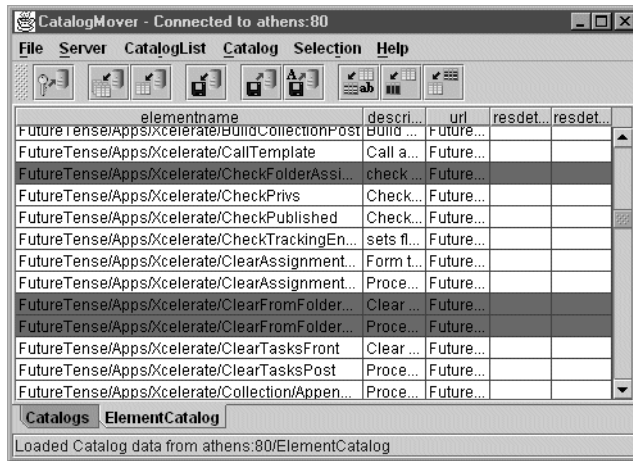 CatalogMover - Connected to athens:80
File Server CatalogList Catalog Selection Help
A ab
elementname descri... url resdet... resdet...
FutureTense/Apps/Xcelerate/BuildCollectionPost Build ... Future...
FutureTense/Apps/Xcelerate/CallTemplate Call a... Future...
FutureTense/Apps/Xcelerate/CheckFolderAssi... check ... Future...
FutureTense/Apps/Xcelerate/CheckPrivs Check... Future...
FutureTense/Apps/Xcelerate/CheckPublished Check... Future...
FutureTense/Apps/Xcelerate/CheckTrackingEn... sets fl... Future...
FutureTense/Apps/Xcelerate/ClearAssignment... Form t... Future...
FutureTense/Apps/Xcelerate/ClearAssignment... Proce... Future...
FutureTense/Apps/Xcelerate/ClearFromFolder... Clear ... Future...
FutureTense/Apps/Xcelerate/ClearFromFolder... Proce... Future...
FutureTense/Apps/Xcelerate/ClearTasksFront Clear ... Future...
FutureTense/Apps/Xcelerate/ClearTasksPost Proce... Future...
FutureTense/Apps/Xcelerate/Collection/Appen... Proce... Future...
Catalogs ElementCatalog
Loaded Catalog data from athens:80/ElementCatalog